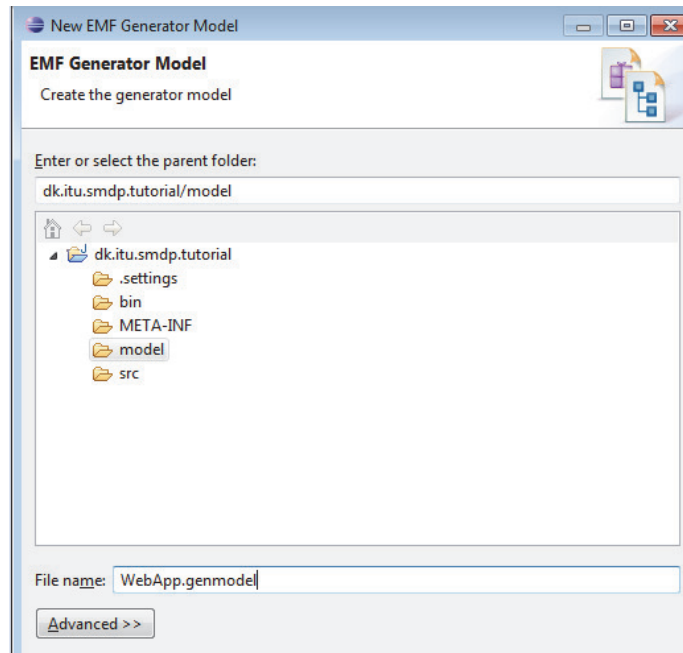 New EMF Generator Model
EMF Generator Model
Create the generator model
Enter or select the parent folder:
dk.itu.smdp.tutorial/model
dk.itu.smdp.tutorial
.settings
bin
META-INF
model
src
File name: WebApp.genmodel
Advanced >>